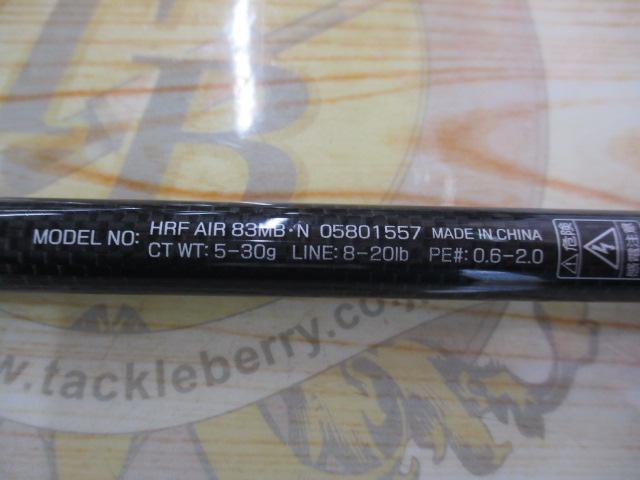 TB
MODEL NO: HRF AIR 83MB·N 05801557 MADE IN CHINA
CT WT: 5-30g LINE: 8-20lb PE#: 0.6-2.0
⚠危険
www.tackleberry.co